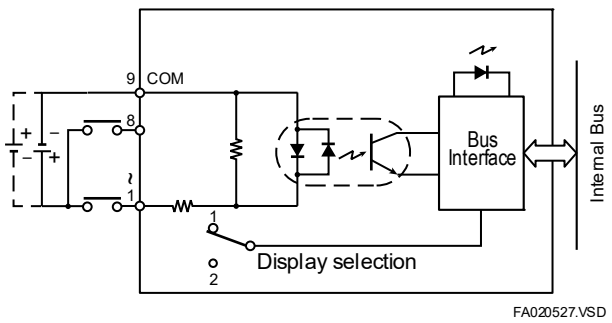 9 COM
8
~
1
+ − − +
Bus
Interface
Internal Bus
1
Display selection
2
FA020527.VSD